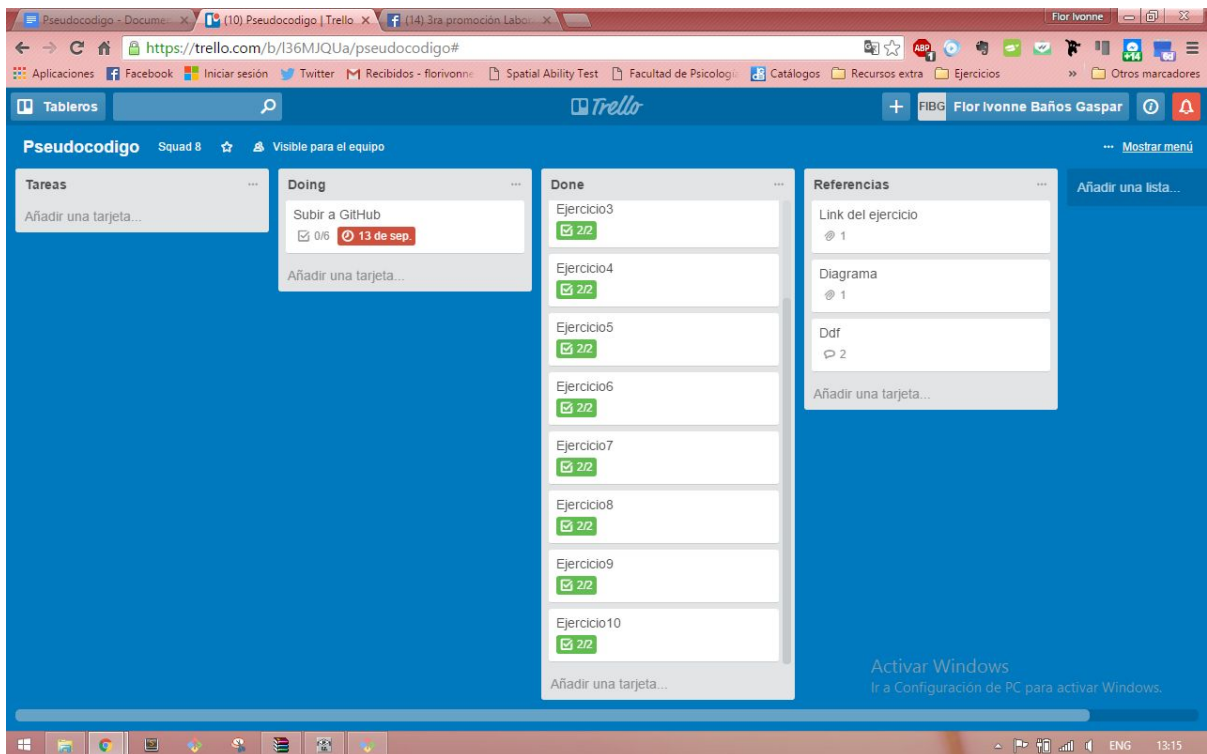 Pseudocodigo - Documen
(10) Pseudocodigo | Trello
(14) 3ra promoción Labor
Flor Ivonne
https://trello.com/b/l36MJQUa/pseudocodigo#
ABP
1
+14
Aplicaciones
Facebook
Iniciar sesión
Twitter
Recibidos - florivonne
Spatial Ability Test
Facultad de Psicología
Catálogos
Recursos extra
Ejercicios
»
Otros marcadores
Tableros
Trello
+
FIBG
Flor Ivonne Baños Gaspar
Pseudocodigo
Squad 8
Visible para el equipo
... Mostrar menú
Tareas
...
Añadir una tarjeta...
Doing
...
Subir a GitHub
0/6
13 de sep.
Añadir una tarjeta...
Done
...
Ejercicio3
2/2
Ejercicio4
2/2
Ejercicio5
2/2
Ejercicio6
2/2
Ejercicio7
2/2
Ejercicio8
2/2
Ejercicio9
2/2
Ejercicio10
2/2
Añadir una tarjeta...
Referencias
...
Link del ejercicio
1
Diagrama
1
Ddf
2
Añadir una tarjeta...
Añadir una lista...
Activar Windows
Ir a Configuración de PC para activar Windows.
ENG
13:15